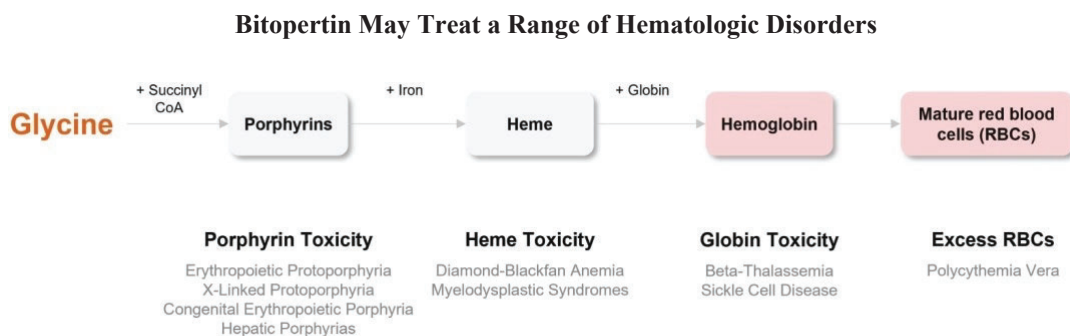 Bitopertin May Treat a Range of Hematologic Disorders
+ Succinyl
CoA
+ Iron
+ Globin
Glycine
Porphyrins
Heme
Hemoglobin
Mature red blood
cells (RBCs)
Porphyrin Toxicity
Erythropoietic Protoporphyria
X-Linked Protoporphyria
Congenital Erythropoietic Porphyria
Hepatic Porphyrias
Heme Toxicity
Diamond-Blackfan Anemia
Myelodysplastic Syndromes
Globin Toxicity
Beta-Thalassemia
Sickle Cell Disease
Excess RBCs
Polycythemia Vera